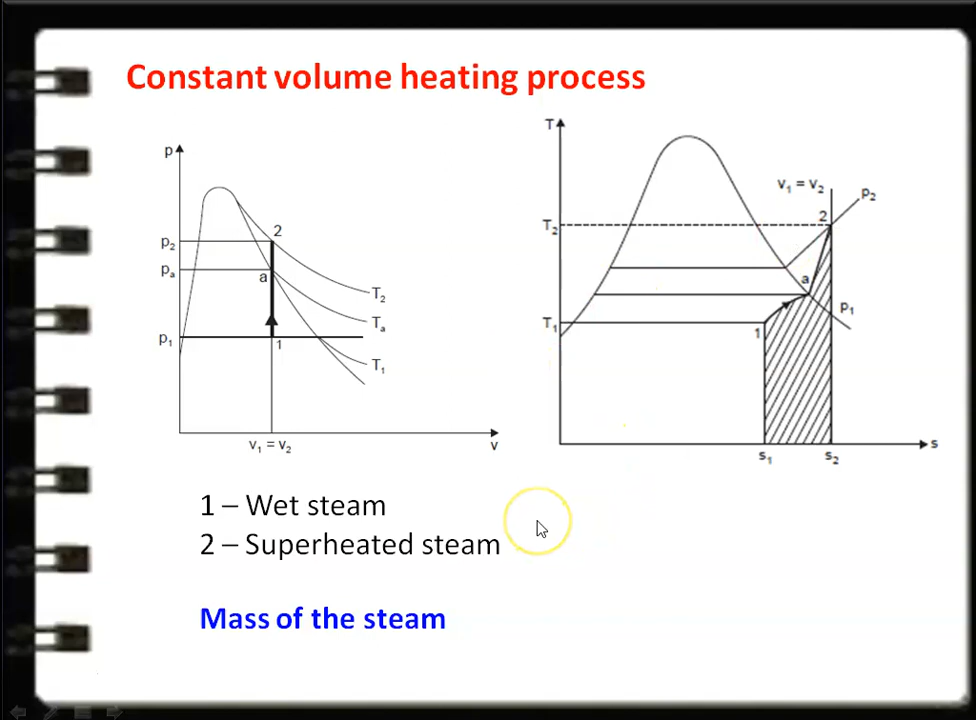 Constant volume heating process
p
2
p₂
pₐ
a
T₂
Tₐ
p₁
1
T₁
v₁ = v₂
v
T
v₁ = v₂
p₂
2
T₂
a
p₁
T₁
1
s
s₁
s₂
1 – Wet steam
2 – Superheated steam
Mass of the steam